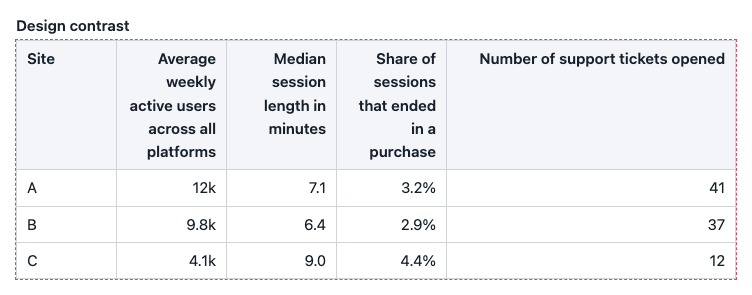 Design contrast
Site
Average
weekly
active users
across all
platforms
Median
session
length in
minutes
Share of
sessions
that ended
in a
purchase
Number of support tickets opened
A 12k 7.1 3.2% 41
B 9.8k 6.4 2.9% 37
C 4.1k 9.0 4.4% 12